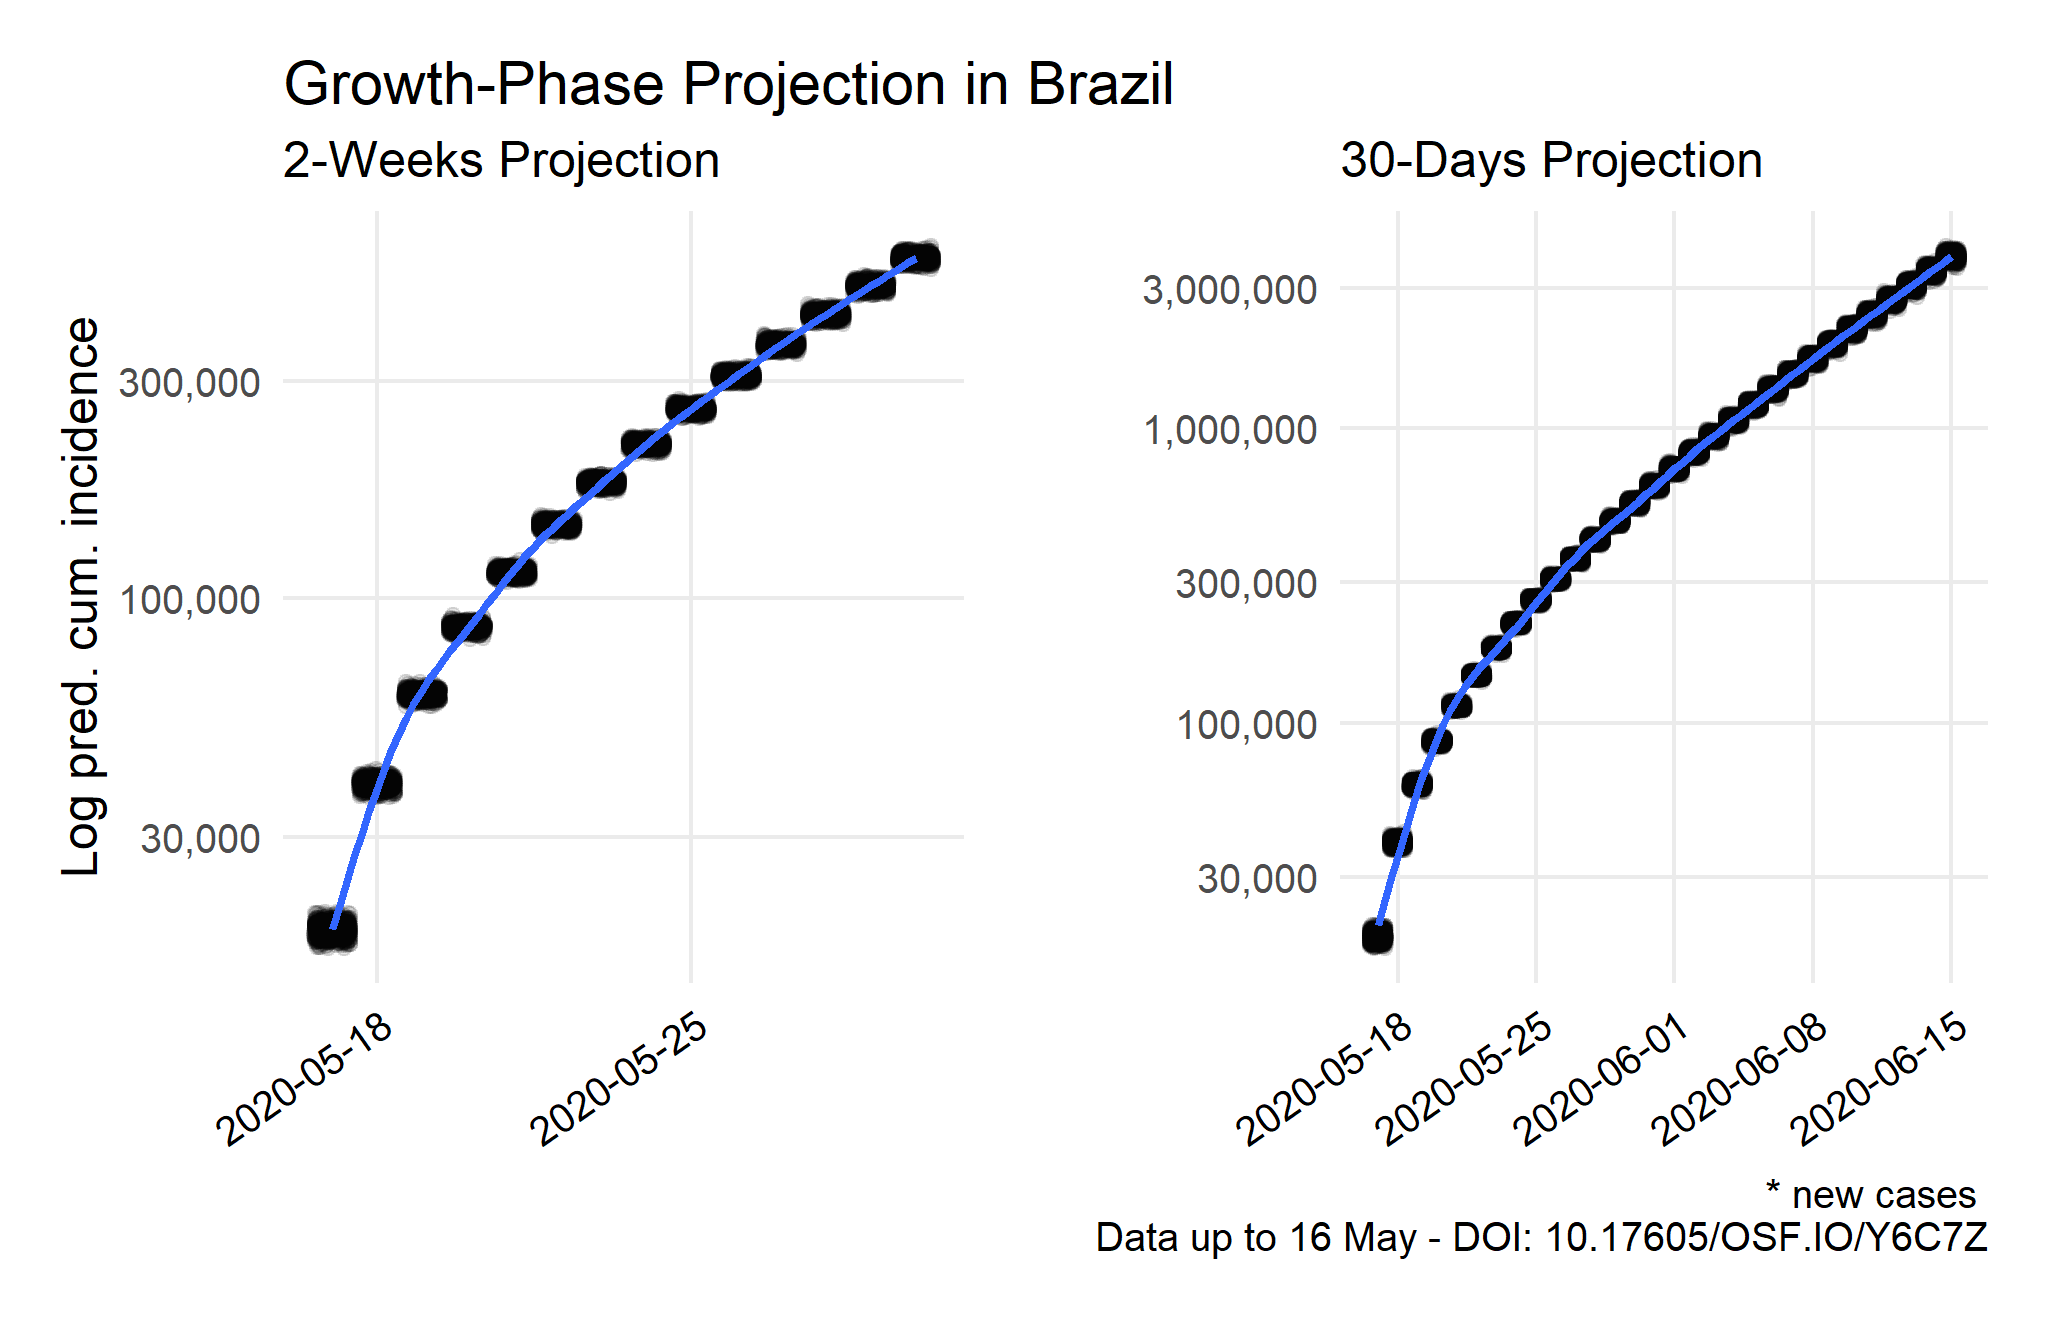 Growth-Phase Projection in Brazil
2-Weeks Projection
Log pred. cum. incidence
300,000
100,000
30,000
2020-05-18
2020-05-25
30-Days Projection
3,000,000
1,000,000
300,000
100,000
30,000
2020-05-18
2020-05-25
2020-06-01
2020-06-08
2020-06-15
* new cases
Data up to 16 May - DOI: 10.17605/OSF.IO/Y6C7Z